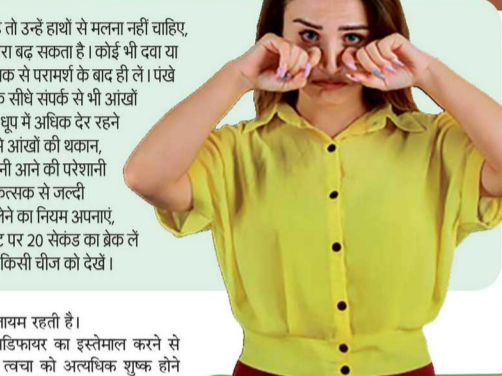 तो उन्हें हाथों से मलना नहीं चाहिए,
रा बढ़ सकता है । कोई भी दवा या
क से परामर्श के बाद ही लें । पंखे
के सीधे संपर्क से भी आंखों
धूप में अधिक देर रहने
आंखों की थकान,
नी आने की परेशानी
कत्सक से जल्दी
लेने का नियम अपनाएं,
ट पर 20 सेकंड का ब्रेक लें
किसी चीज को देखें ।
ायम रहती है।
डिफायर का इस्तेमाल करने से
त्वचा को अत्यधिक शुष्क होने